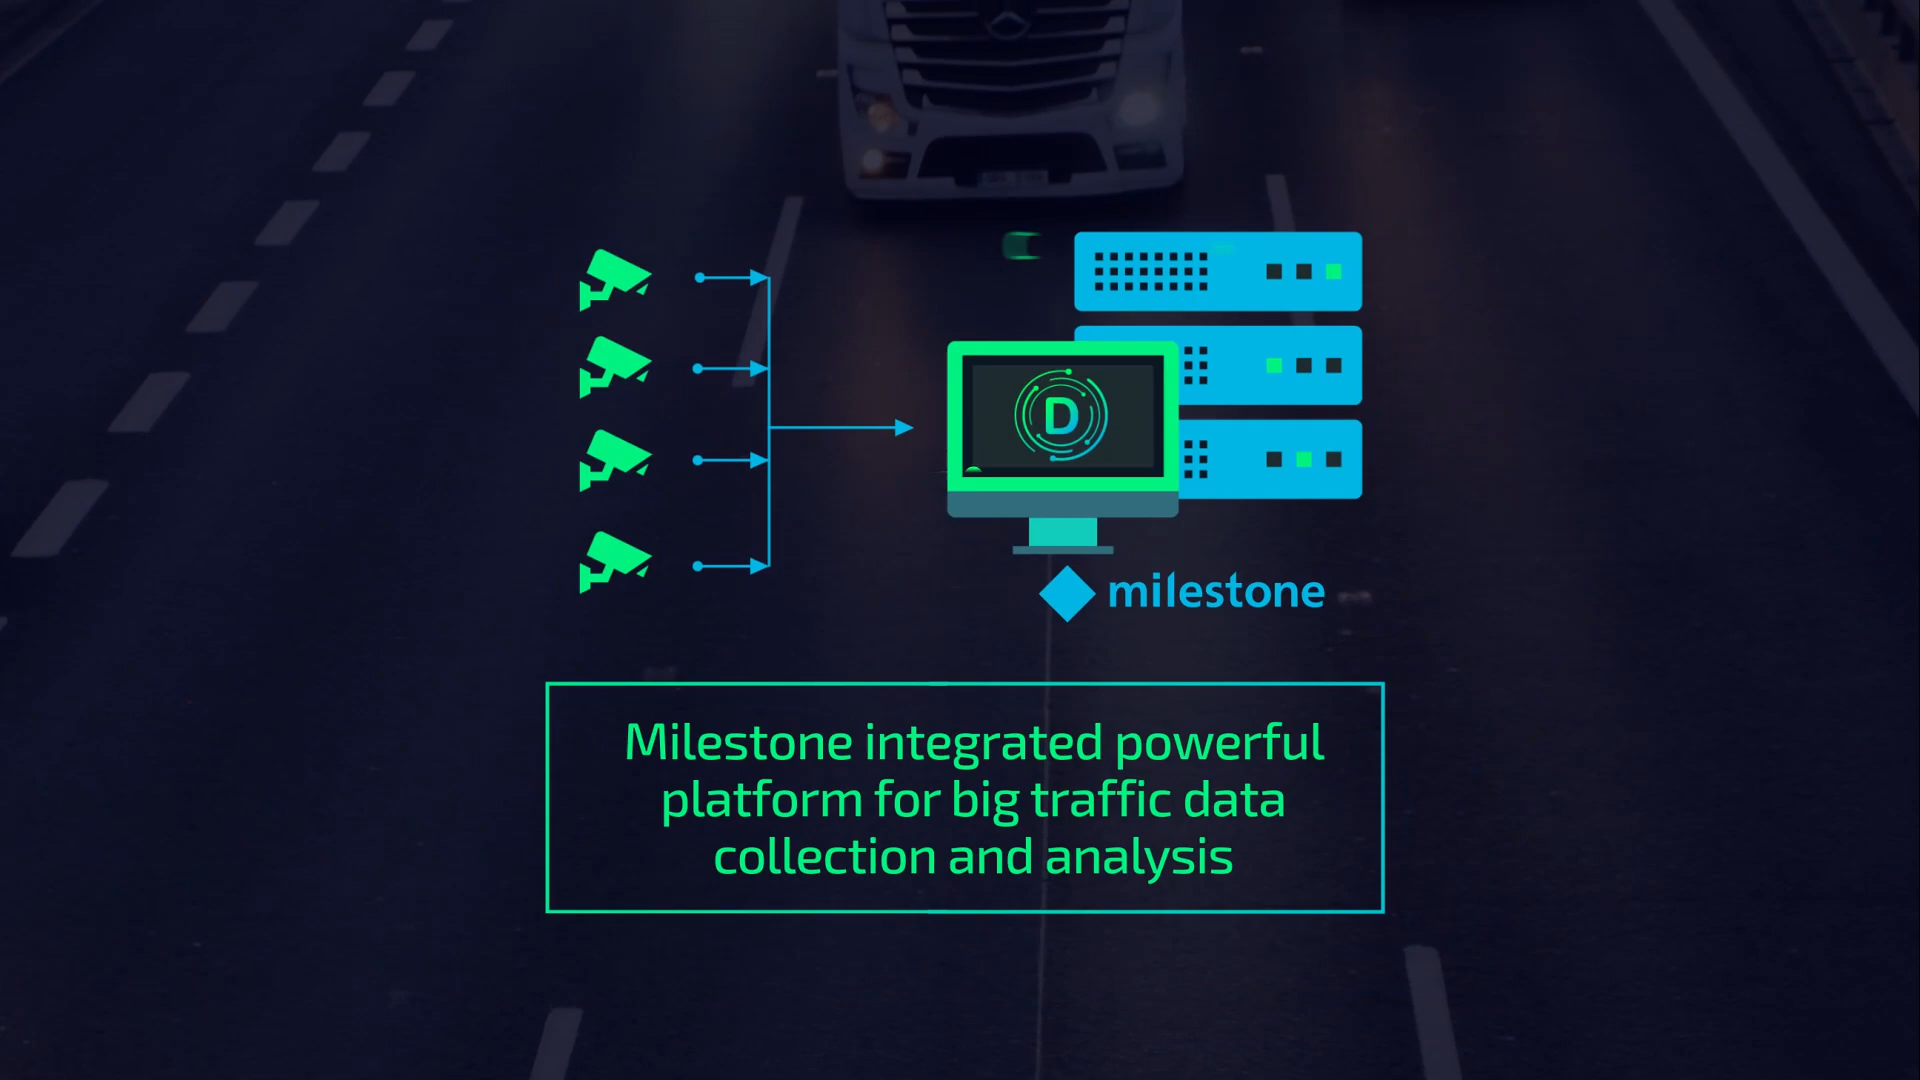 D
milestone
Milestone integrated powerful
platform for big traffic data
collection and analysis